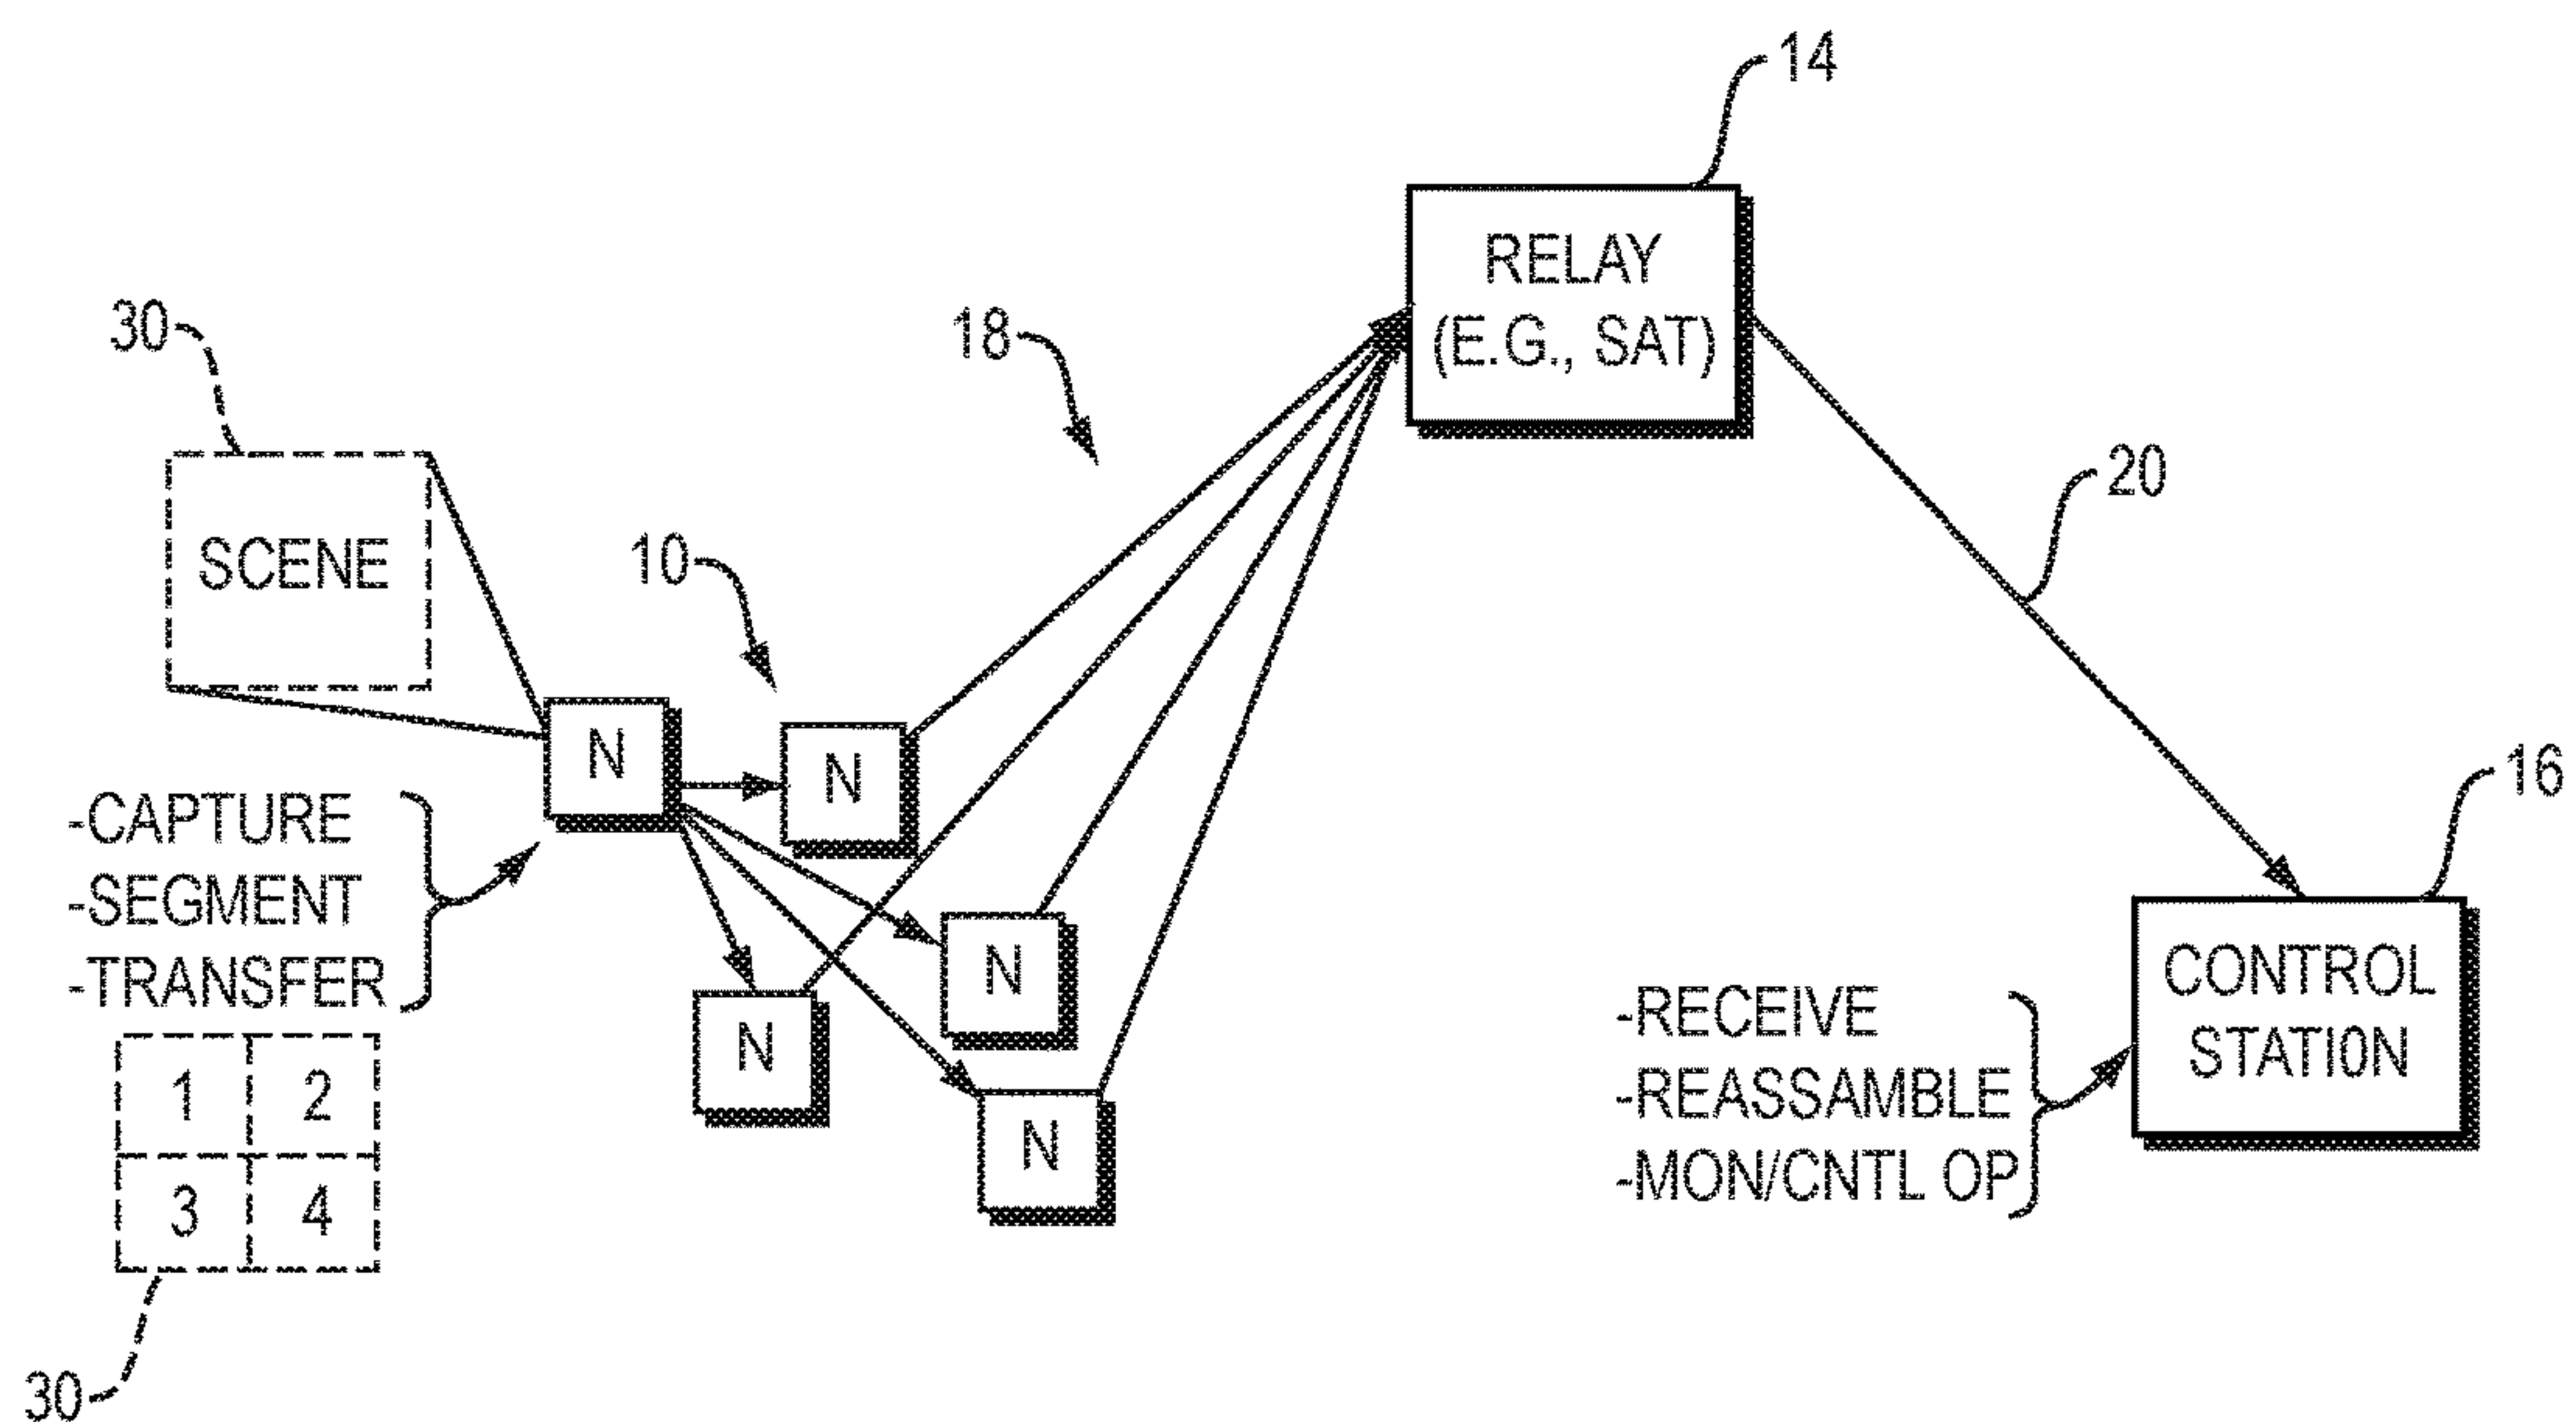 14
RELAY
(E.G., SAT)
18
30
SCENE
10
20
N
N
N
N
N
-CAPTURE
-SEGMENT
-TRANSFER
1 2
3 4
30
16
CONTROL
STATI0N
-RECEIVE
-REASSAMBLE
-MON/CNTL OP